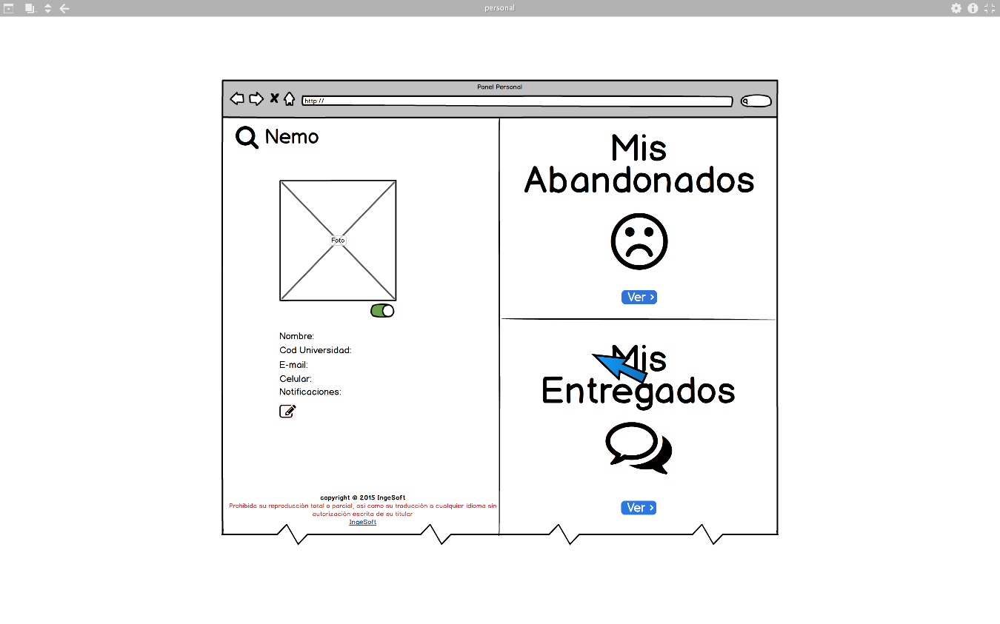 personal
Panel Personal
http://
Nemo
Foto
Nombre:
Cod Universidad:
E-mail:
Celular:
Notificaciones:
copyright © 2015 IngeSoft
Prohibida su reproducción total o parcial, asi como su traducción a cualquier idioma sin
autorización escrita de su titular
IngeSoft
Mis
Abandonados
Ver >
Mis
Entregados
Ver >